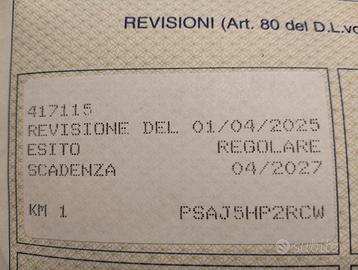 REVISIONI (Art. 80 del D.L.vo
417115
REVISIONE DEL 01/04/2025
ESITO REGOLARE
SCADENZA 04/2027
KM 1 PSAJ5HP2RCW
subito